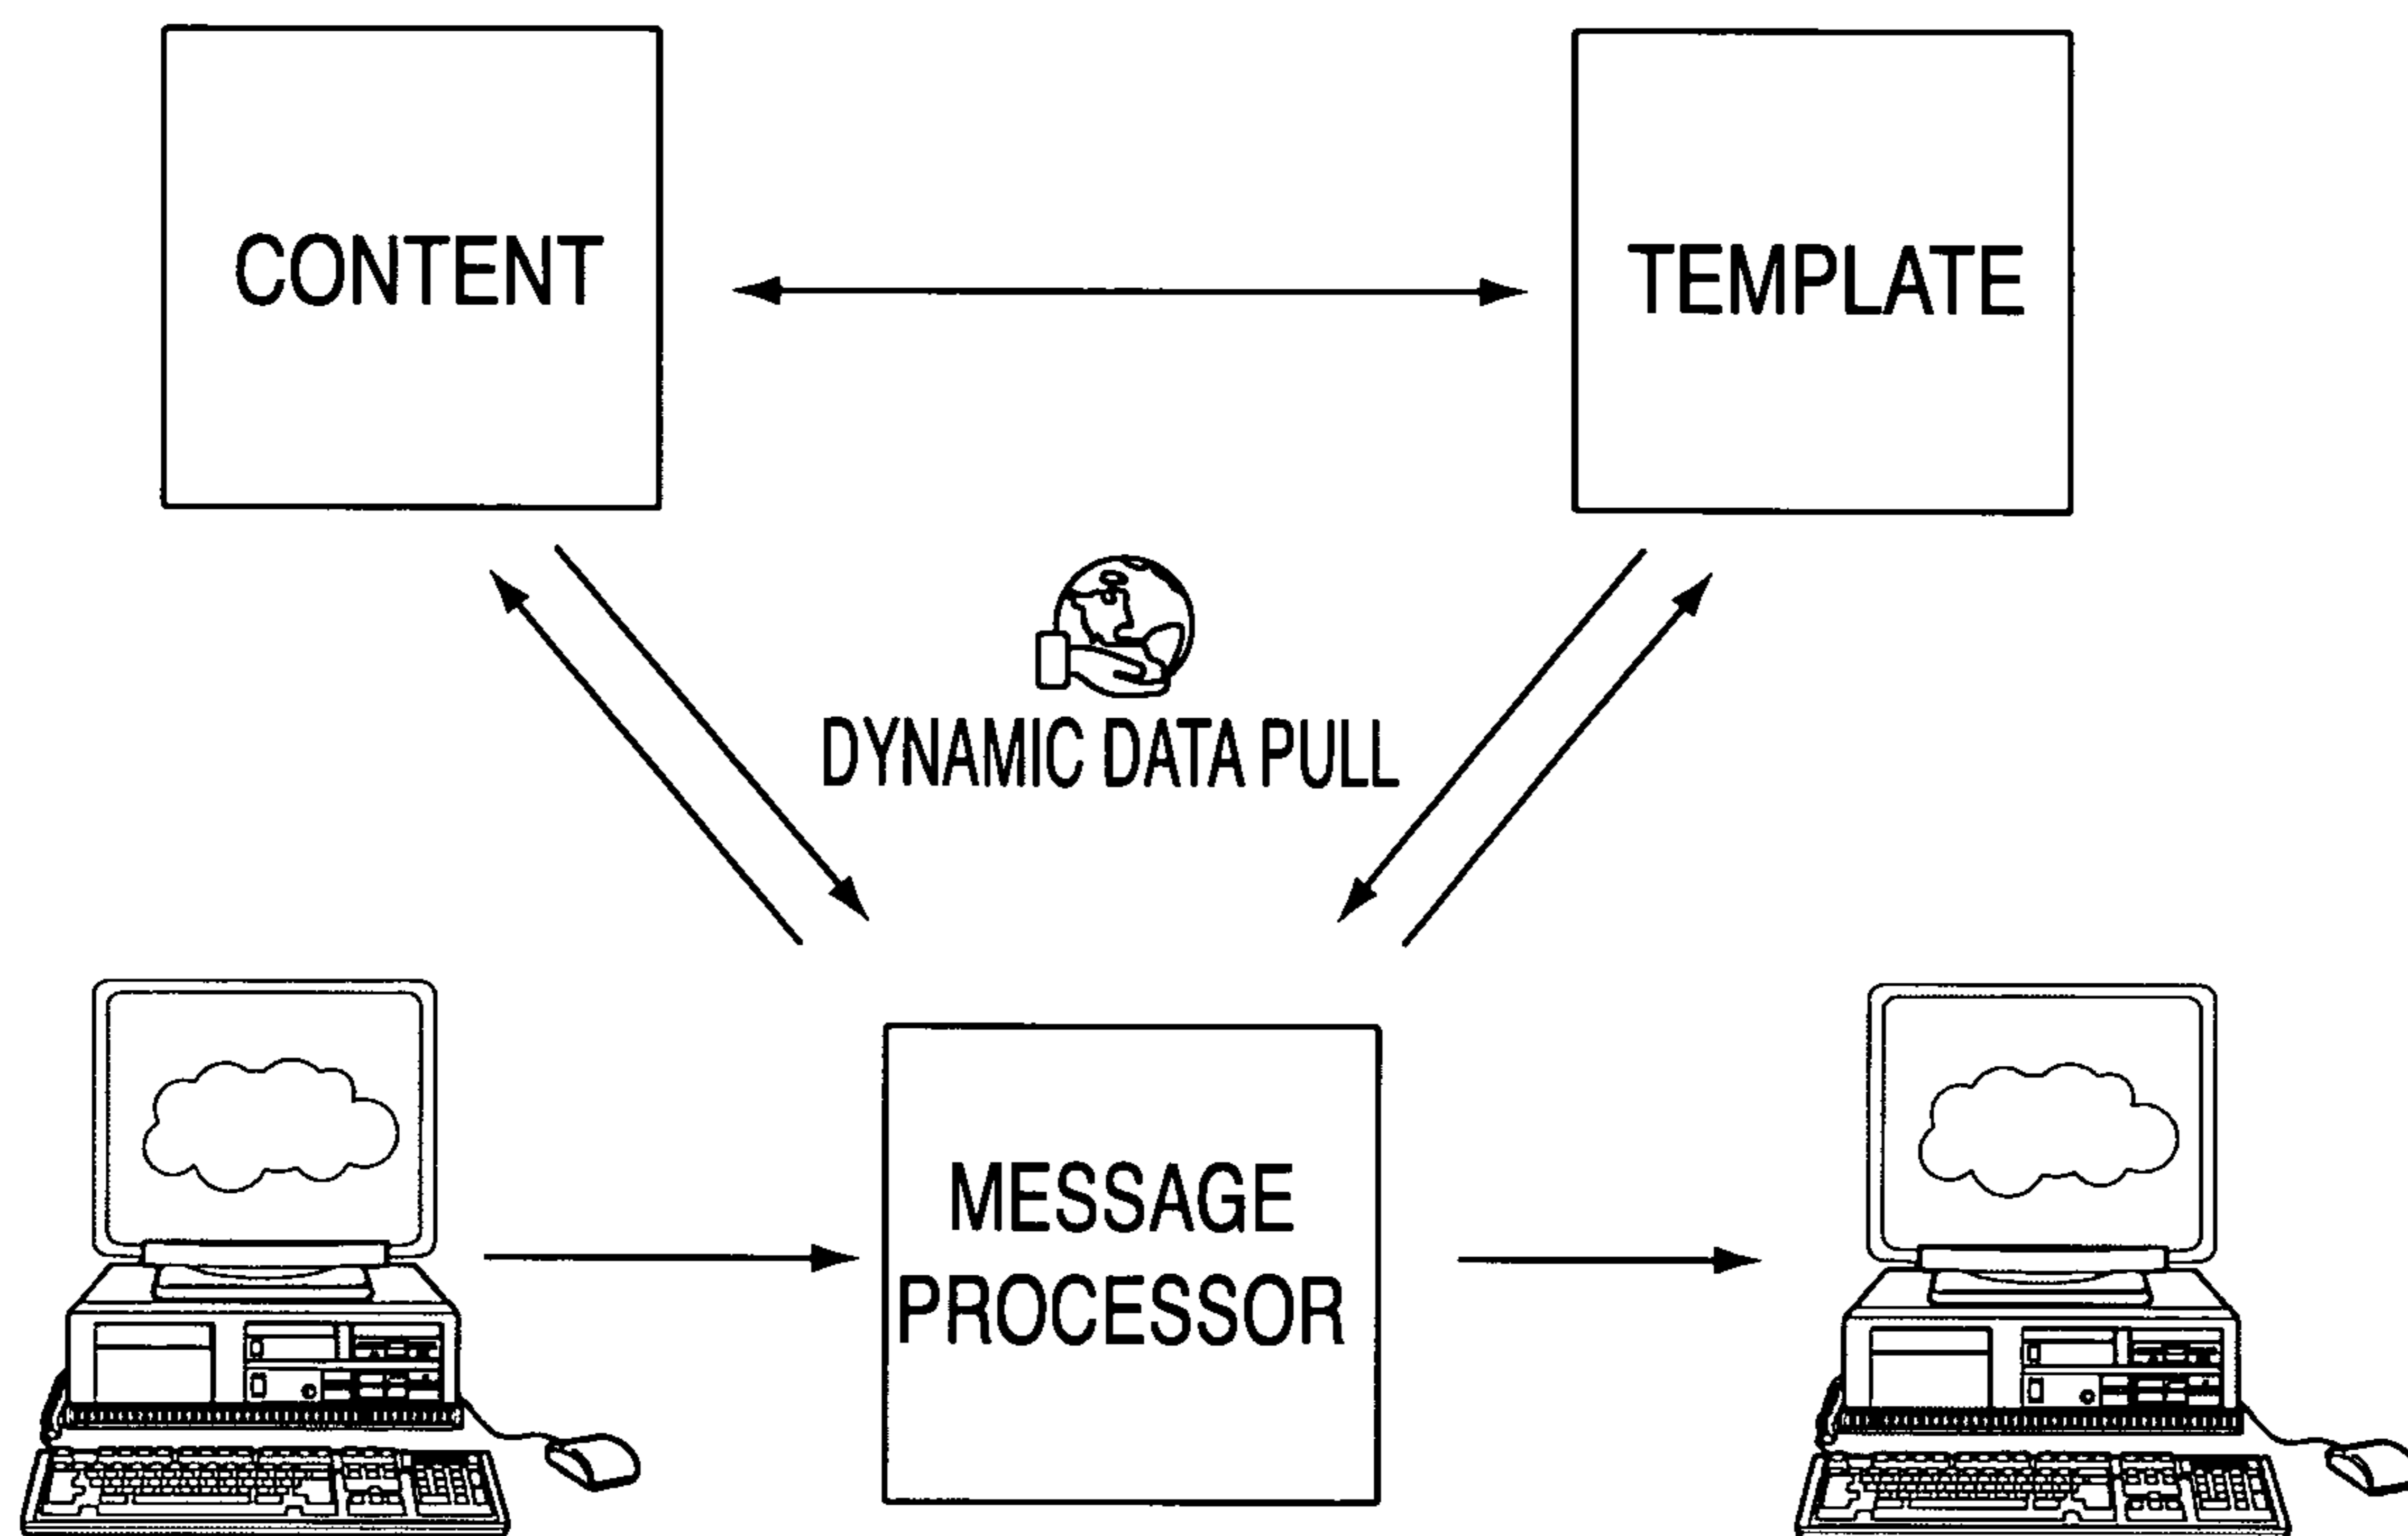 CONTENT
TEMPLATE
DYNAMIC DATA PULL
MESSAGE
PROCESSOR